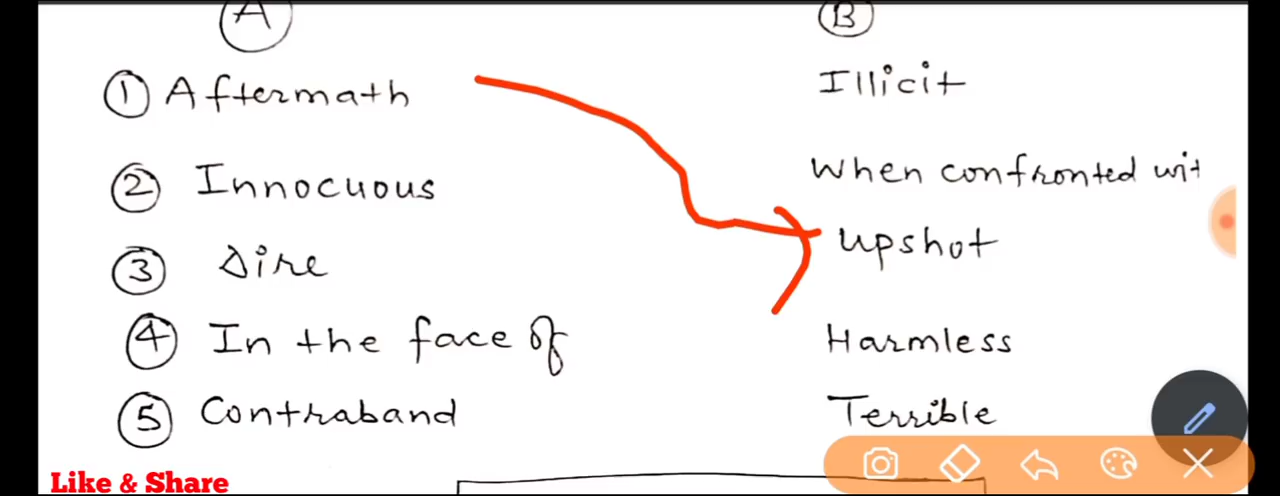 A B
① Aftermath Illicit
② Innocuous When confronted wit
③ Dire Upshot
④ In the face of Harmless
⑤ Contraband Terrible
Like & Share